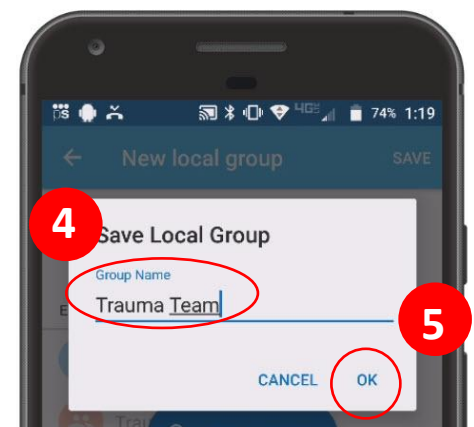 74% 1:19
New local group SAVE
4
Save Local Group
Group Name
Trauma Team
5
CANCEL OK